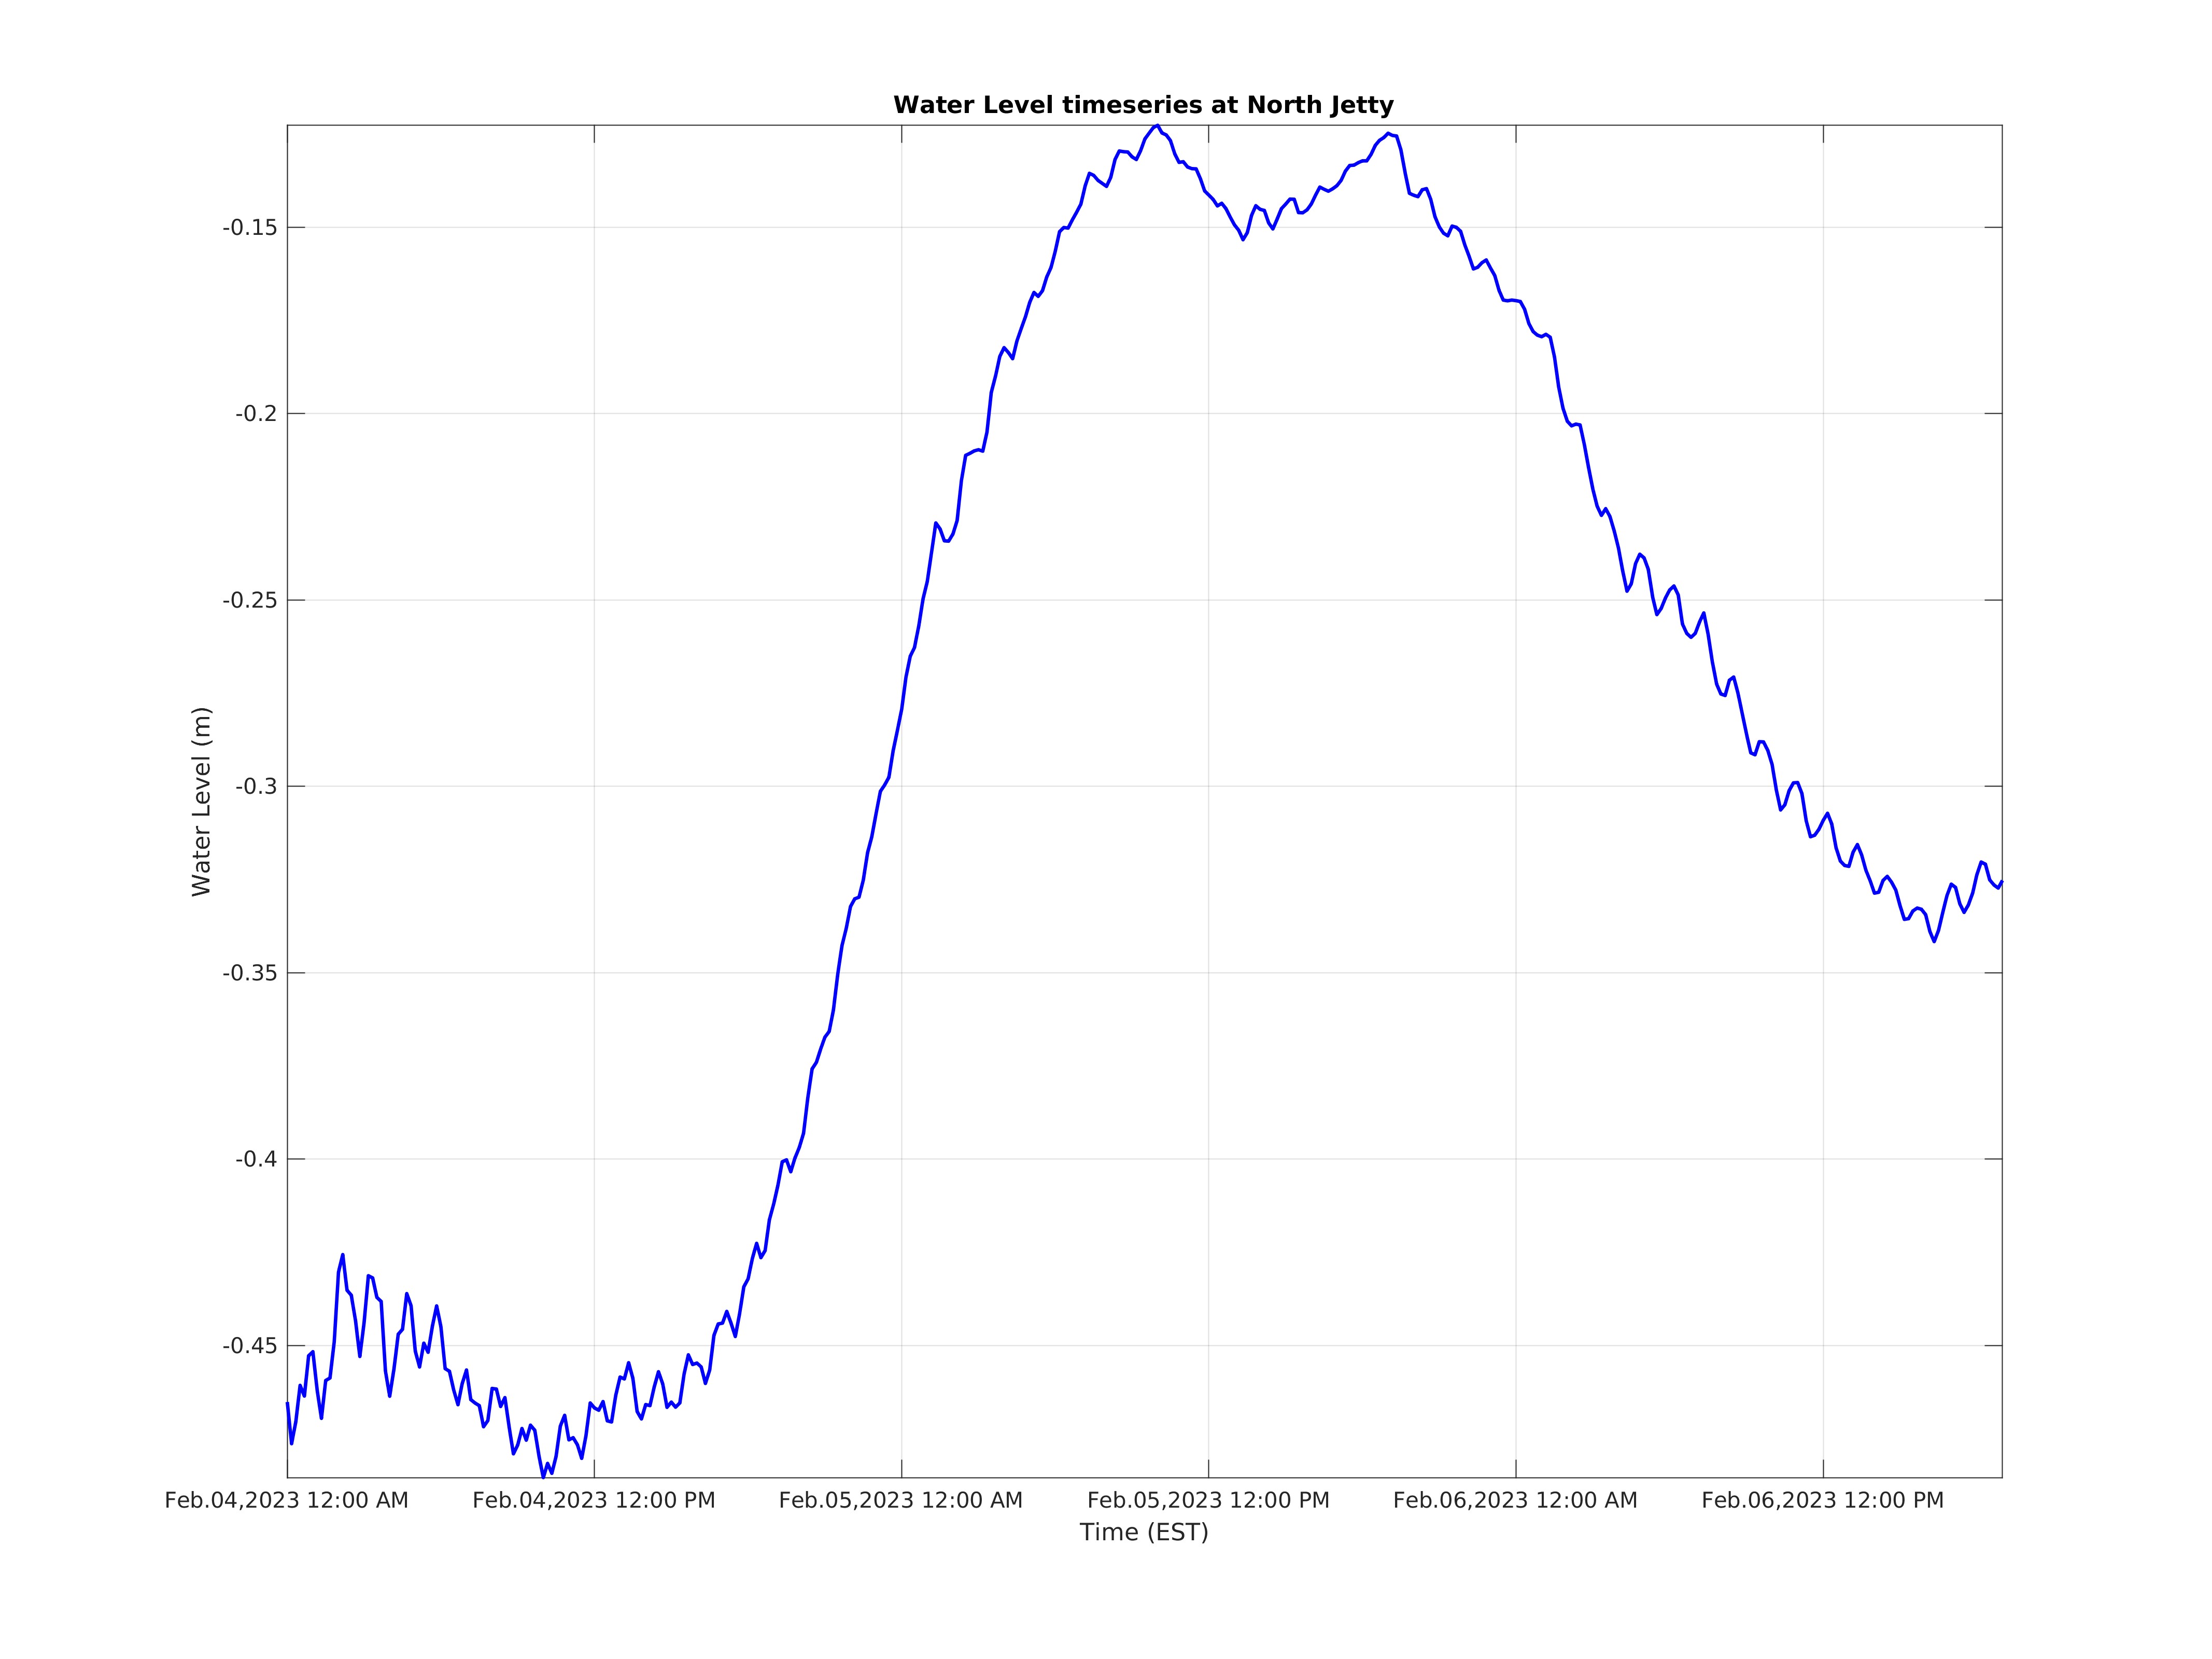 Water Level timeseries at North Jetty
-0.15
-0.2
-0.25
-0.3
-0.35
-0.4
-0.45
Water Level (m)
Feb.04,2023 12:00 AM Feb.04,2023 12:00 PM Feb.05,2023 12:00 AM Feb.05,2023 12:00 PM Feb.06,2023 12:00 AM Feb.06,2023 12:00 PM
Time (EST)